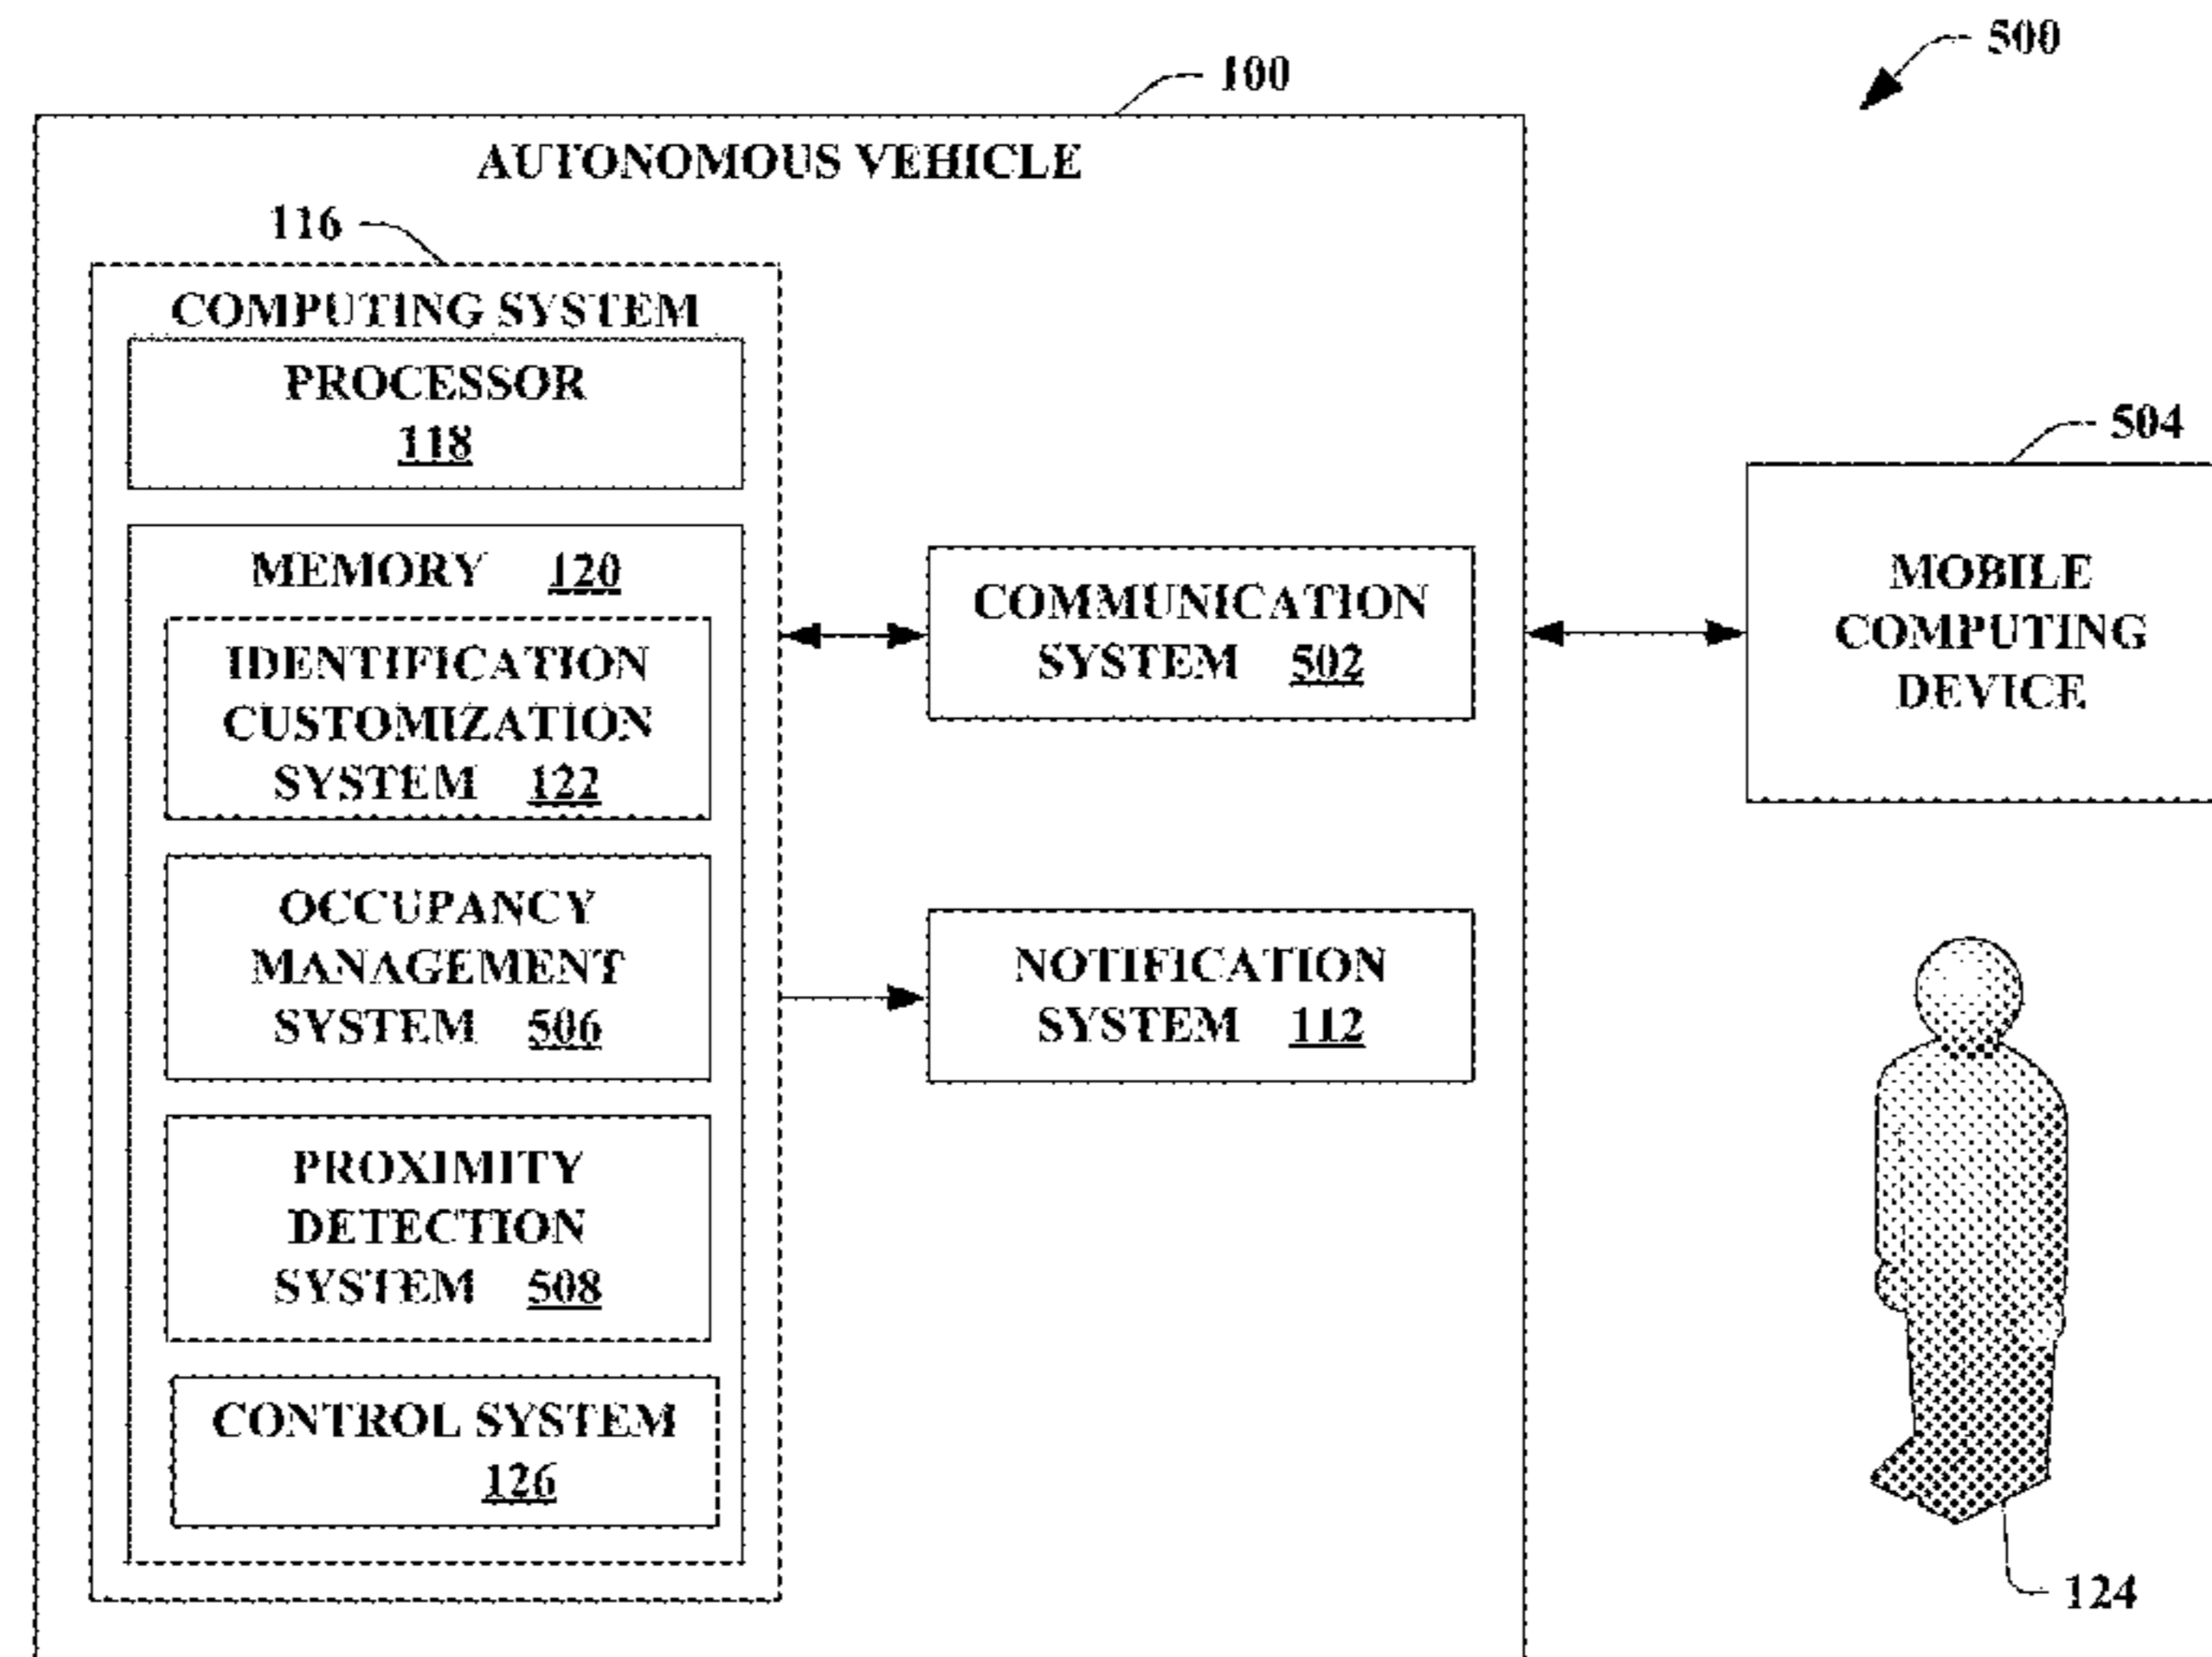 500
100
AUTONOMOUS VEHICLE
116
COMPUTING SYSTEM
PROCESSOR
118
MEMORY 120
IDENTIFICATION
CUSTOMIZATION
SYSTEM 122
OCCUPANCY
MANAGEMENT
SYSTEM 506
PROXIMITY
DETECTION
SYSTEM 508
CONTROL SYSTEM
126
COMMUNICATION
SYSTEM 502
NOTIFICATION
SYSTEM 112
504
MOBILE
COMPUTING
DEVICE
124